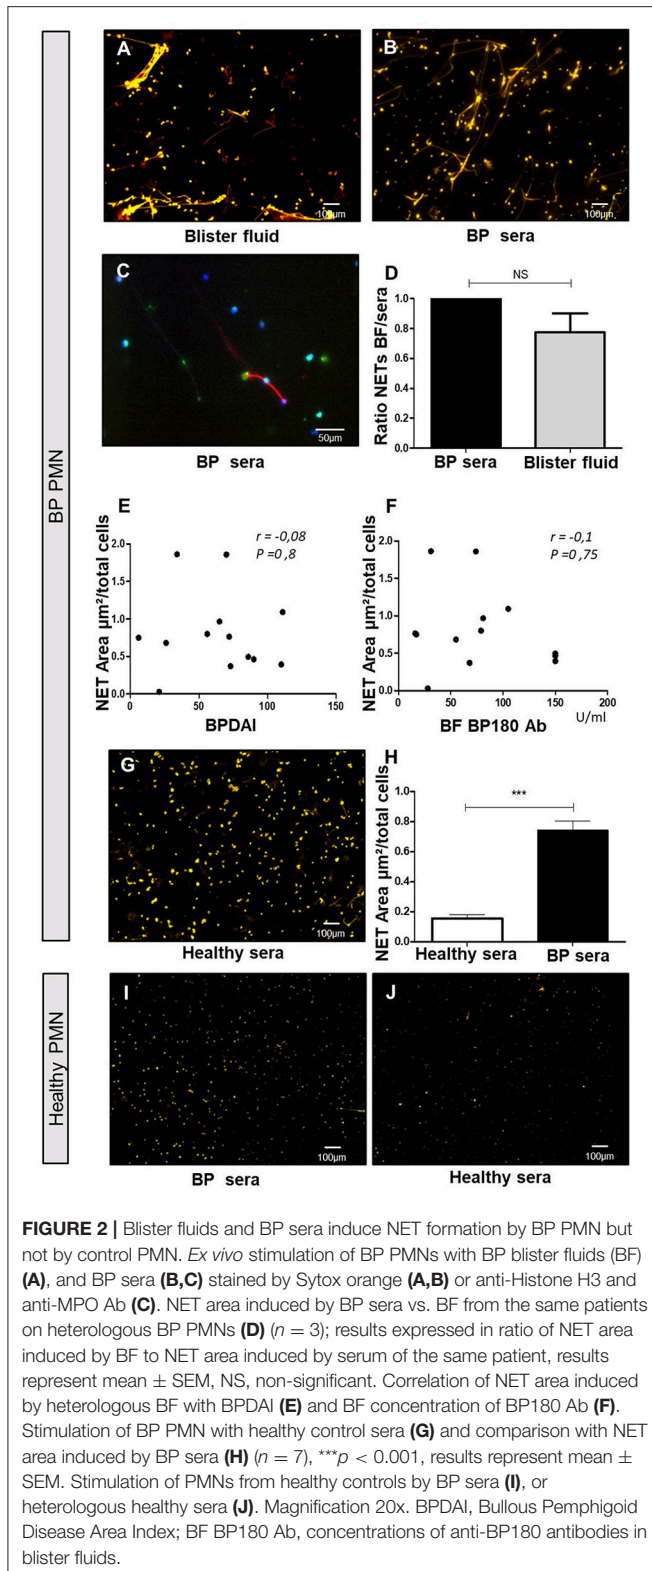 BP PMN
A
100µm
Blister fluid
B
100µm
BP sera
C
50µm
BP sera
D
NS
Ratio NETs BF/sera
1.0
0.8
0.6
0.4
0.2
0.0
BP sera
Blister fluid
E
r = -0,08
P =0 ,8
NET Area µm²/total cells
2.0
1.5
1.0
0.5
0.0
0
50
100
150
BPDAI
F
r = -0,1
P =0 ,75
NET Area µm²/total cells
2.0
1.5
1.0
0.5
0.0
0
50
100
150
200
U/ml
BF BP180 Ab
G
100µm
Healthy sera
H
***
NET Area µm²/total cells
1.0
0.8
0.6
0.4
0.2
0.0
Healthy sera
BP sera
Healthy PMN
I
100µm
BP sera
J
100µm
Healthy sera
FIGURE 2 | Blister fluids and BP sera induce NET formation by BP PMN but
not by control PMN. Ex vivo stimulation of BP PMNs with BP blister fluids (BF)
(A), and BP sera (B,C) stained by Sytox orange (A,B) or anti-Histone H3 and
anti-MPO Ab (C). NET area induced by BP sera vs. BF from the same patients
on heterologous BP PMNs (D) (n = 3); results expressed in ratio of NET area
induced by BF to NET area induced by serum of the same patient, results
represent mean ± SEM, NS, non-significant. Correlation of NET area induced
by heterologous BF with BPDAI (E) and BF concentration of BP180 Ab (F).
Stimulation of BP PMN with healthy control sera (G) and comparison with NET
area induced by BP sera (H) (n = 7), ***p < 0.001, results represent mean ±
SEM. Stimulation of PMNs from healthy controls by BP sera (I), or
heterologous healthy sera (J). Magnification 20x. BPDAI, Bullous Pemphigoid
Disease Area Index; BF BP180 Ab, concentrations of anti-BP180 antibodies in
blister fluids.